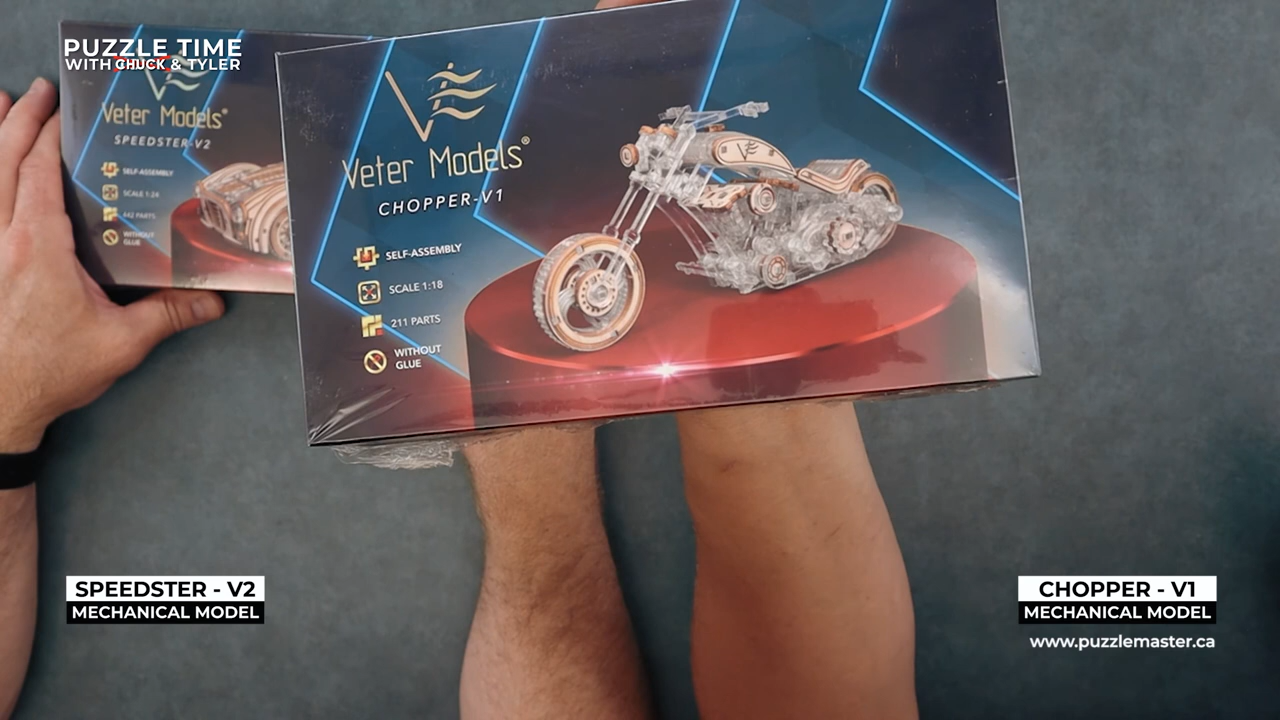 PUZZLE TIME
WITH CHUCK & TYLER
Veter Models®
SPEEDSTER-V2
SELF-ASSEMBLY
SCALE 1:24
442 PARTS
WITHOUT
GLUE
Veter Models®
CHOPPER-V1
SELF-ASSEMBLY
SCALE 1:18
211 PARTS
WITHOUT
GLUE
SPEEDSTER - V2
MECHANICAL MODEL
CHOPPER - V1
MECHANICAL MODEL
www.puzzlemaster.ca